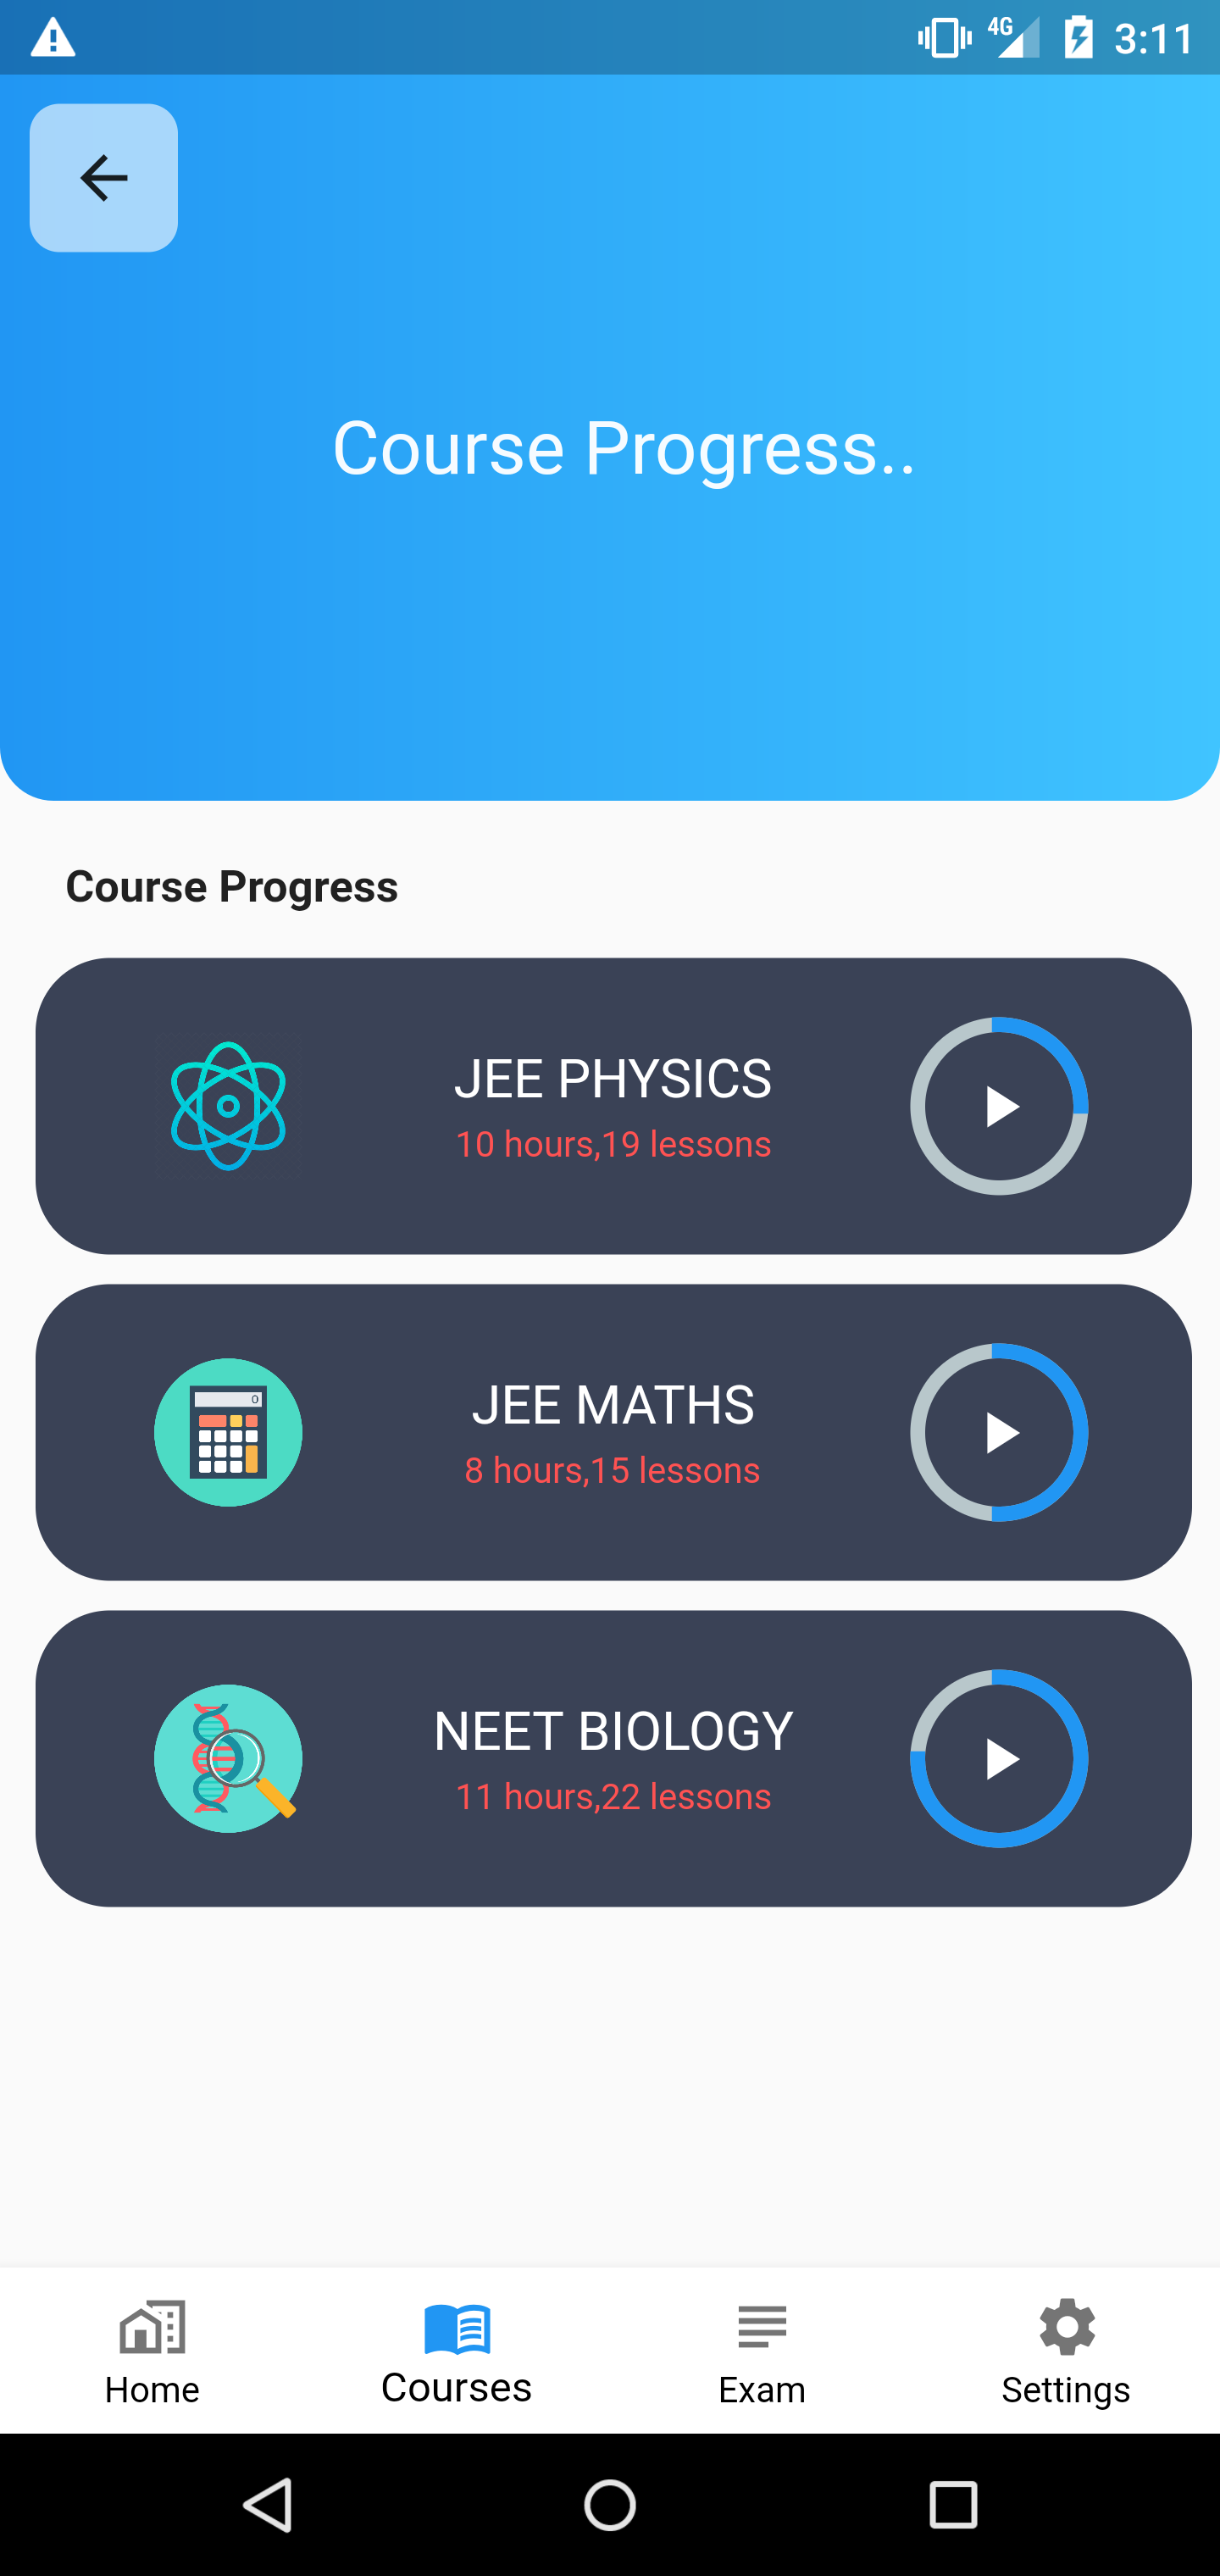 4G 3:11
Course Progress..
Course Progress
JEE PHYSICS
10 hours,19 lessons
JEE MATHS
8 hours,15 lessons
0
NEET BIOLOGY
11 hours,22 lessons
Home Courses Exam Settings